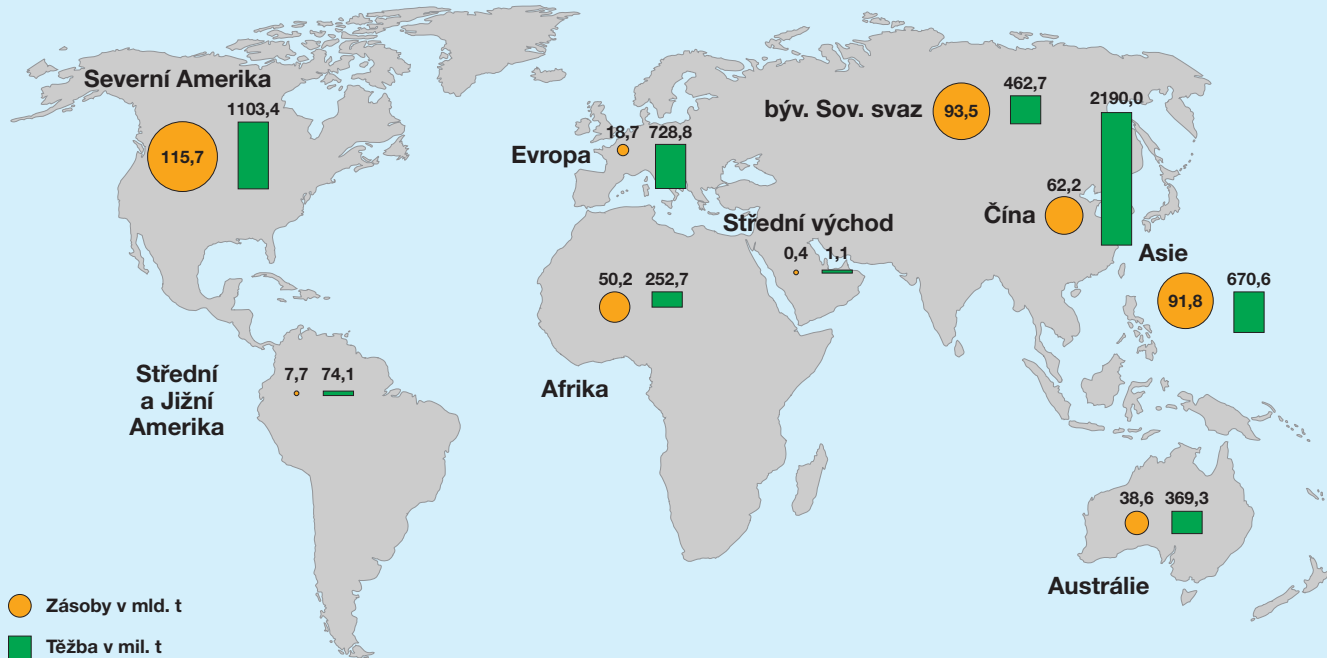 Severní Amerika
1103,4
115,7
18,7 728,8
Evropa
býv. Sov. svaz
93,5
462,7
2190,0
62,2
Čína
Střední východ
0,4 1,1
Asie
91,8
670,6
50,2 252,7
Afrika
Střední
a Jižní
Amerika
7,7 74,1
38,6 369,3
Austrálie
Zásoby v mld. t
Těžba v mil. t